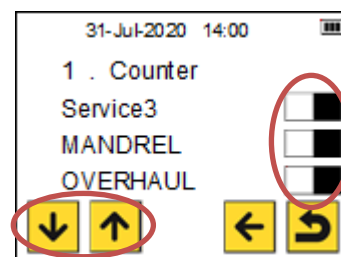 31-Jul-2020 14:00
1 . Counter
Service3
MANDREL
OVERHAUL